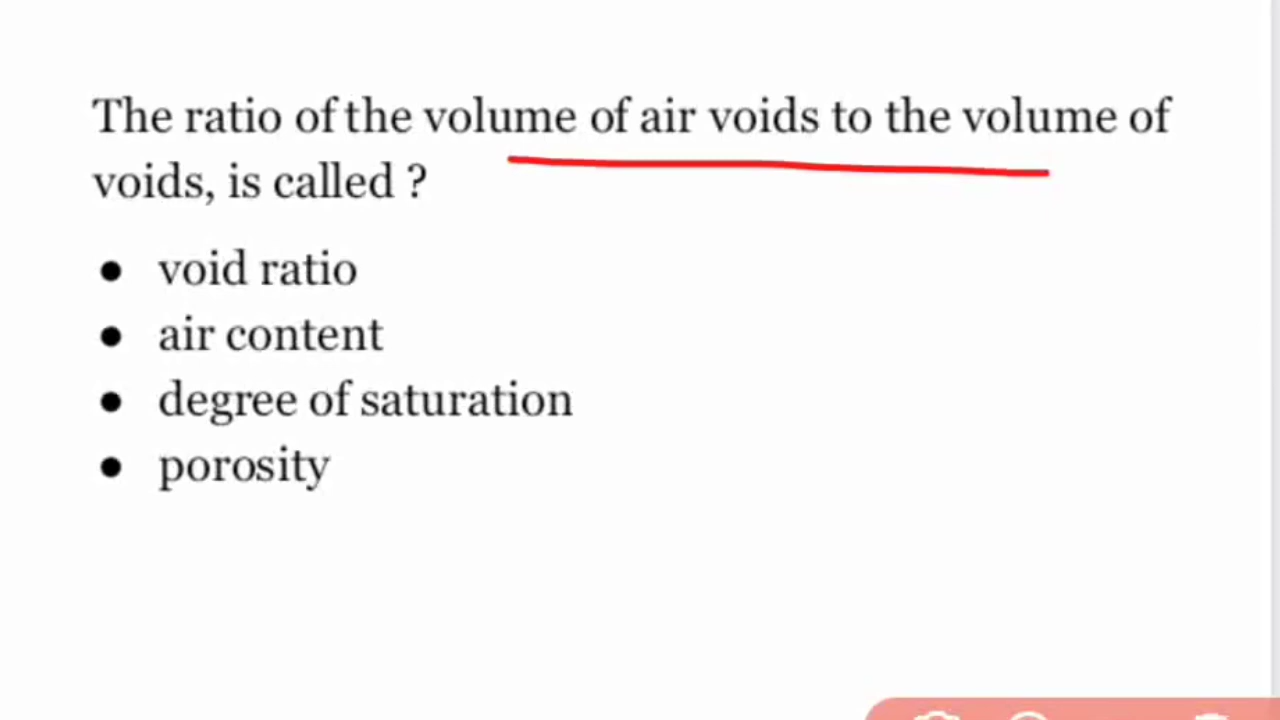 The ratio of the volume of air voids to the volume of
voids, is called ?
● void ratio
● air content
● degree of saturation
● porosity